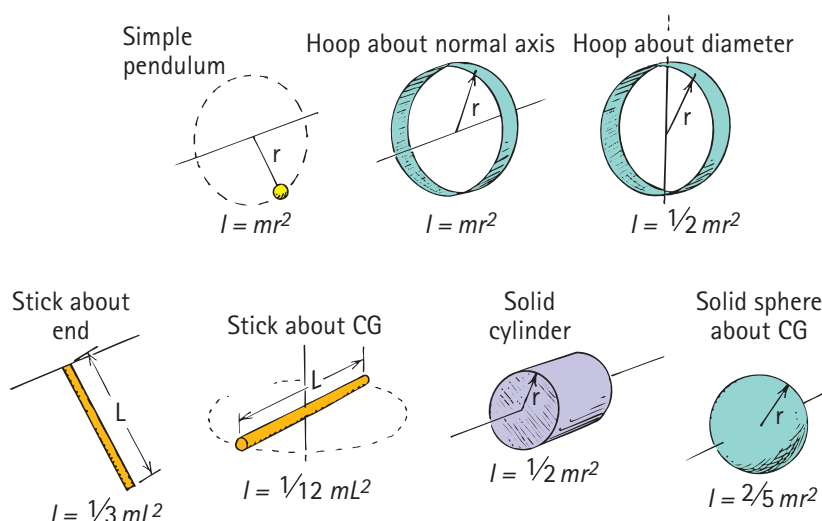 Simple
pendulum
Hoop about normal axis
Hoop about diameter
r
r
r
I = mr²
I = mr²
I = 1/2 mr²
Stick about
end
Stick about CG
Solid
cylinder
Solid sphere
about CG
L
L
r
r
I = 1/3 mL²
I = 1/12 mL²
I = 1/2 mr²
I = 2/5 mr²